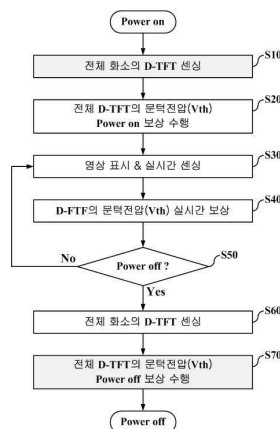 Power on
S10
전체 화소의 D-TFT 센싱
S20
전체 D-TFT의 문턱전압(Vth)
Power on 보상 수행
S30
영상 표시 & 실시간 센싱
S40
D-FTF의 문턱전압(Vth) 실시간 보상
S50
Power off ?
No
Yes
S60
전체 화소의 D-TFT 센싱
S70
전체 D-TFT의 문턱전압(Vth)
Power off 보상 수행
Power off